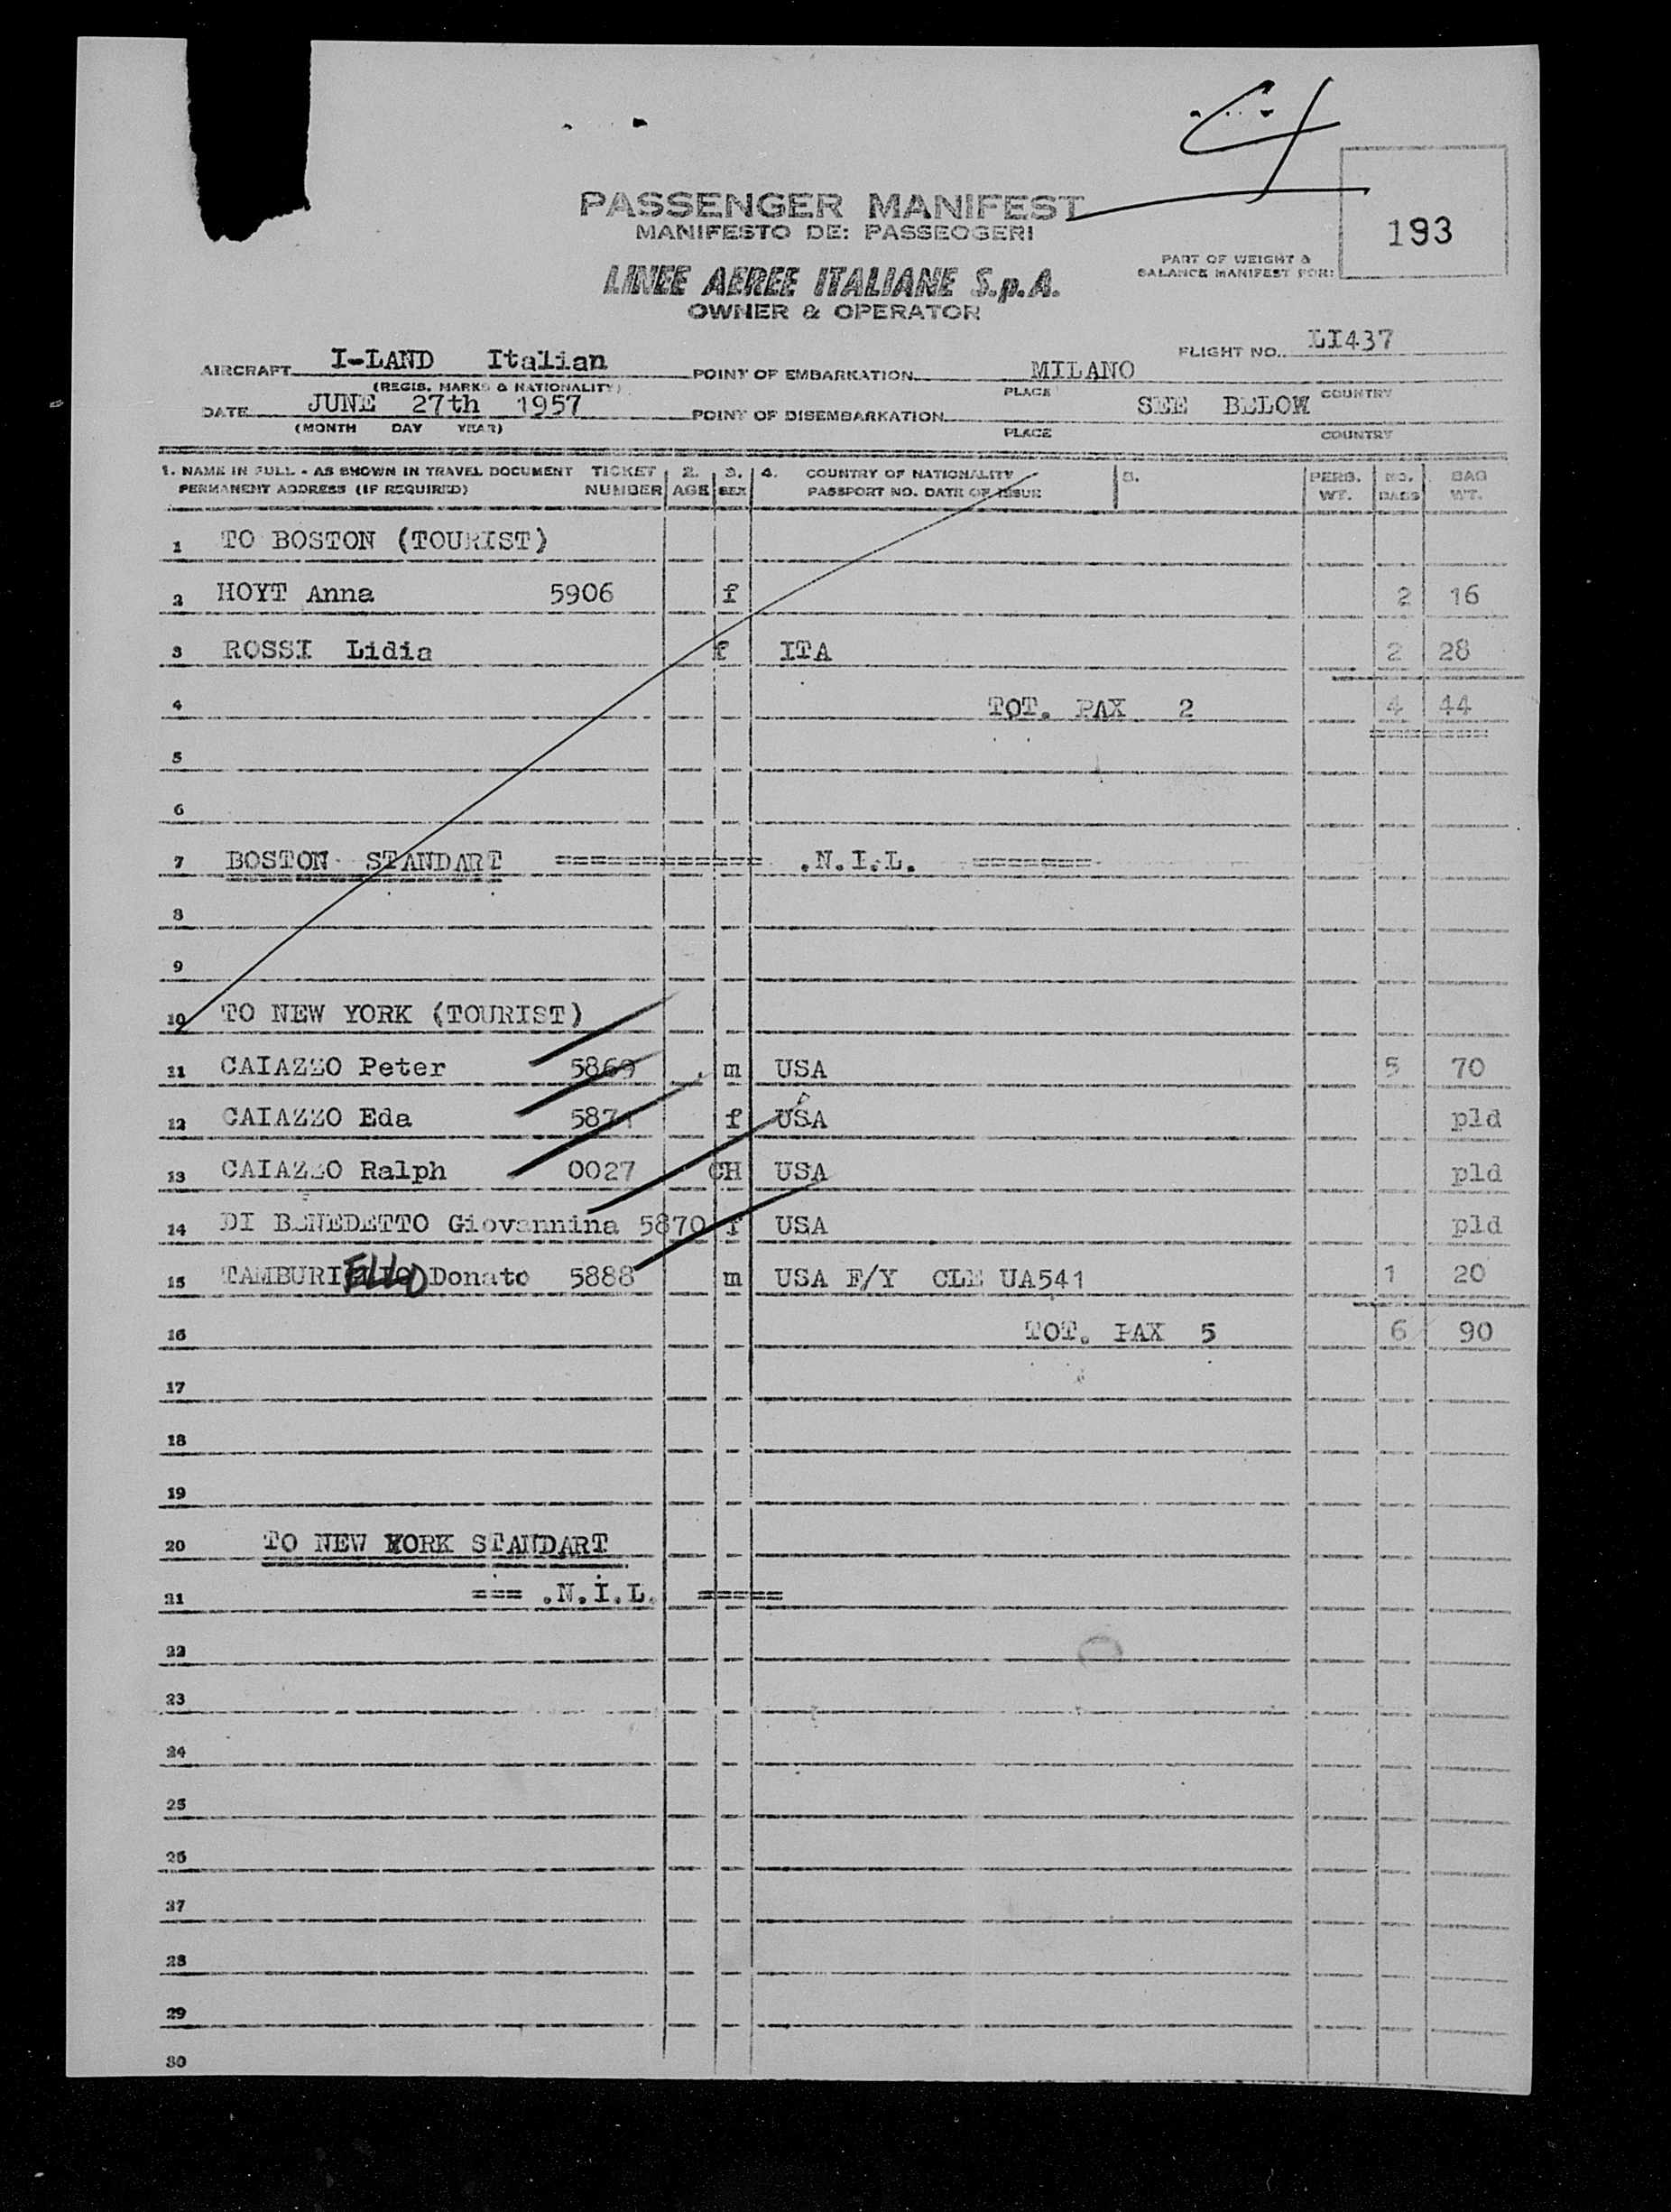 193
PASSENGER MANIFEST
MANIFESTO DE: PASSEOGERI
PART OF WEIGHT &
BALANCE MANIFEST FOR:
LINEE AEREE ITALIANE S.p.A.
OWNER & OPERATOR
FLIGHT NO. LI437
AIRCRAFT I-LAND Italian POINT OF EMBARKATION MILANO
(REGIS. MARKS & NATIONALITY) PLACE COUNTRY
DATE JUNE 27th 1957 POINT OF DISEMBARKATION SEE BELOW
(MONTH DAY YEAR) PLACE COUNTRY
1. NAME IN FULL - AS SHOWN IN TRAVEL DOCUMENT TICKET 2. 3. 4. COUNTRY OF NATIONALITY 5. PERS. NO. BAG
PERMANENT ADDRESS (IF REQUIRED) NUMBER AGE SEX PASSPORT NO. DATE OF ISSUE WT. BAGS WT.
1 TO BOSTON (TOURIST)
2 HOYT Anna 5906 f 2 16
3 ROSSI Lidia f ITA 2 28
4 TOT. PAX 2 4 44
5
6
7 BOSTON STANDART ============ .N.I.L. =======
8
9
10 TO NEW YORK (TOURIST)
11 CAIAZZO Peter 5869 m USA 5 70
12 CAIAZZO Eda 5871 f USA pld
13 CAIAZZO Ralph 0027 CH USA pld
14 DI BENEDETTO Giovannina 5870 f USA pld
15 TAMBURIELLO Donato 5888 m USA F/Y CLE UA541 1 20
16 TOT. PAX 5 6 90
17
18
19
20 TO NEW YORK STANDART
21 === .N.I.L. =====
22
23
24
25
26
27
28
29
30